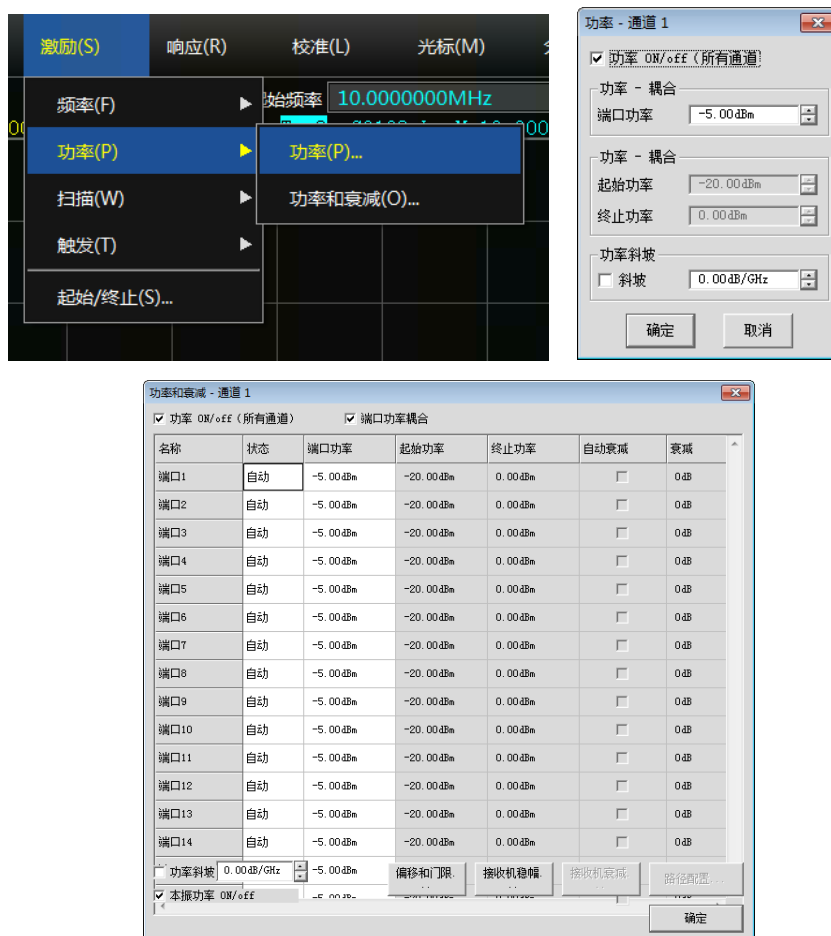 激励(S) 响应(R) 校准(L) 光标(M)
频率(F)
始频率 10.0000000MHz
功率(P)
功率(P)...
扫描(W)
功率和衰减(O)...
触发(T)
起始/终止(S)...
功率 - 通道 1
功率 ON/off（所有通道）
功率 - 耦合
端口功率 -5.00dBm
功率 - 耦合
起始功率 -20.00dBm
终止功率 0.00dBm
功率斜坡
斜坡 0.00dB/GHz
确定 取消
功率和衰减 - 通道 1
功率 ON/off（所有通道） 端口功率耦合
名称 状态 端口功率 起始功率 终止功率 自动衰减 衰减
端口1 自动 -5.00dBm -20.00dBm 0.00dBm 0dB
端口2 自动 -5.00dBm -20.00dBm 0.00dBm 0dB
端口3 自动 -5.00dBm -20.00dBm 0.00dBm 0dB
端口4 自动 -5.00dBm -20.00dBm 0.00dBm 0dB
端口5 自动 -5.00dBm -20.00dBm 0.00dBm 0dB
端口6 自动 -5.00dBm -20.00dBm 0.00dBm 0dB
端口7 自动 -5.00dBm -20.00dBm 0.00dBm 0dB
端口8 自动 -5.00dBm -20.00dBm 0.00dBm 0dB
端口9 自动 -5.00dBm -20.00dBm 0.00dBm 0dB
端口10 自动 -5.00dBm -20.00dBm 0.00dBm 0dB
端口11 自动 -5.00dBm -20.00dBm 0.00dBm 0dB
端口12 自动 -5.00dBm -20.00dBm 0.00dBm 0dB
端口13 自动 -5.00dBm -20.00dBm 0.00dBm 0dB
端口14 自动 -5.00dBm -20.00dBm 0.00dBm 0dB
功率斜坡 0.00dB/GHz -5.00dBm 偏移和门限... 接收机稳幅... 接收机衰减... 路径配置...
本振功率 ON/off
确定